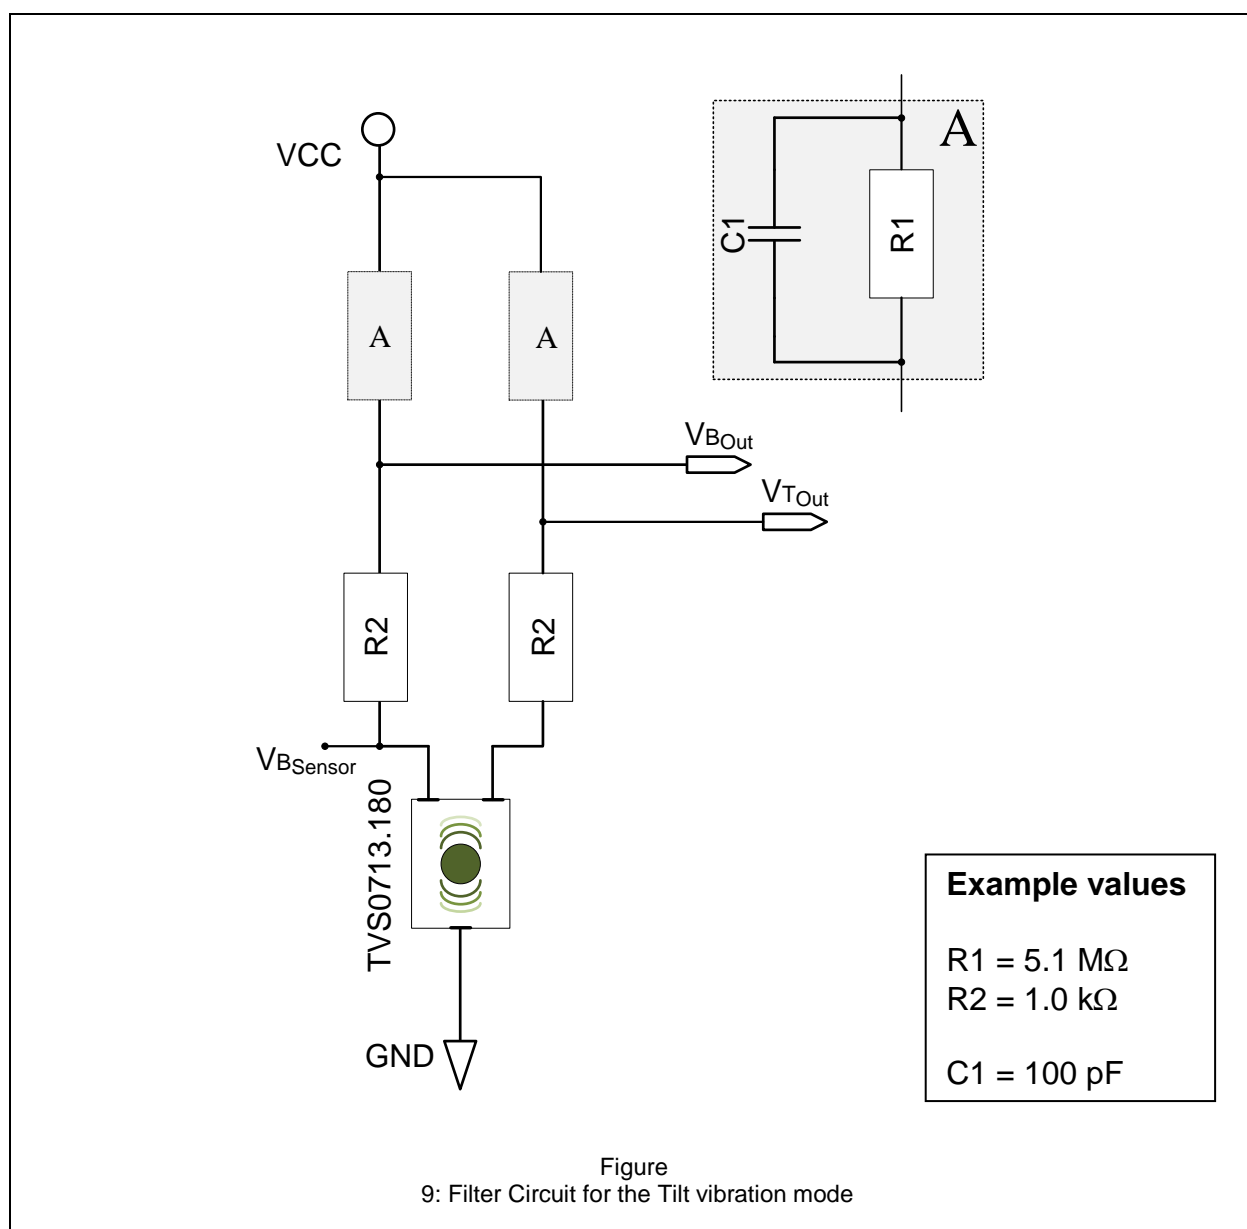 VCC
A
C1
R1
A
A
VBOut
VTOut
R2
R2
VBSensor
TVS0713.180
GND
Example values
R1 = 5.1 MΩ
R2 = 1.0 kΩ
C1 = 100 pF
Figure
9: Filter Circuit for the Tilt vibration mode